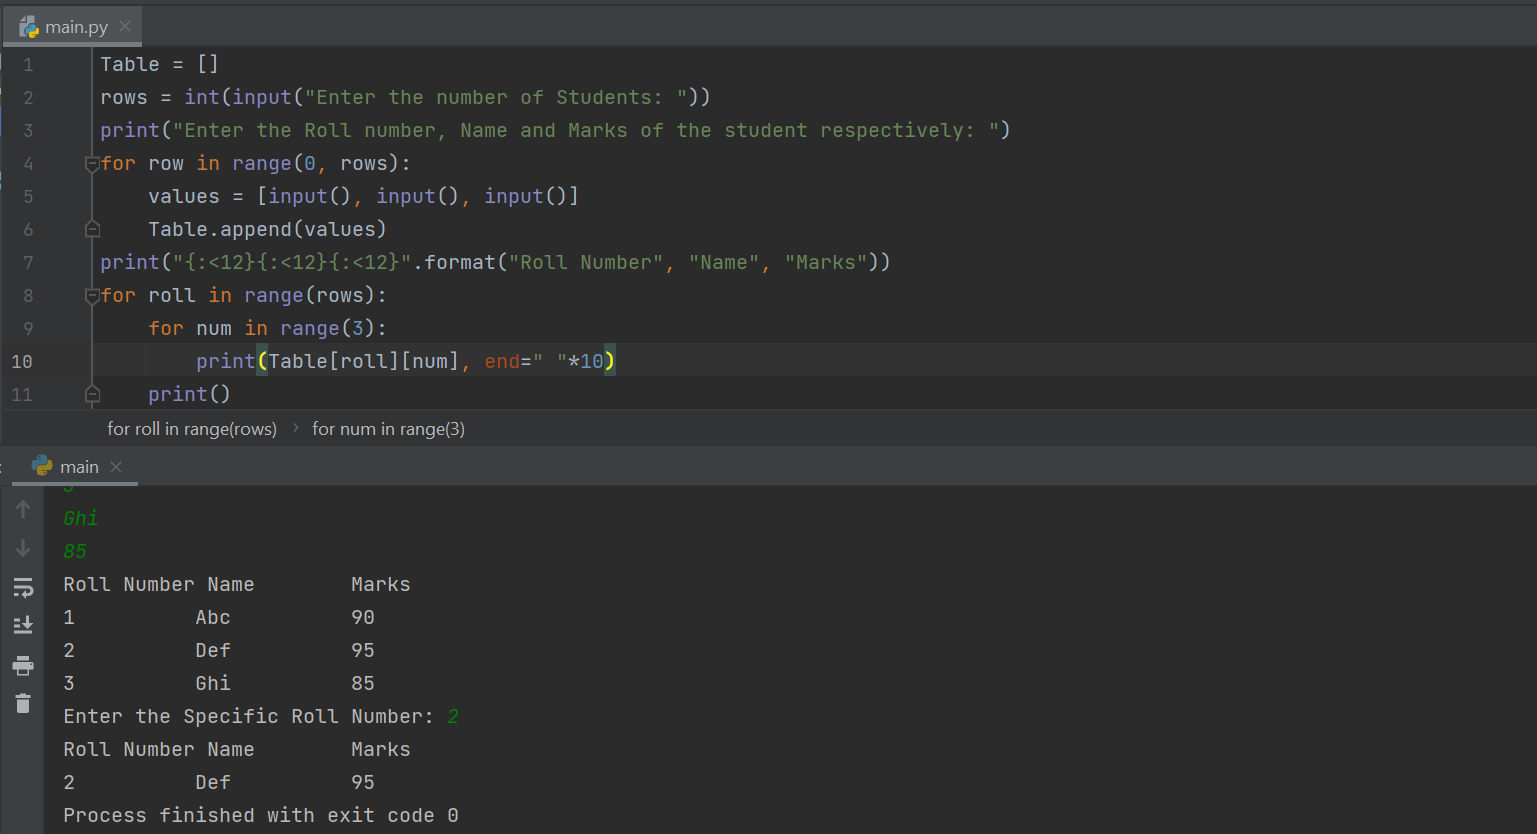 main.py
1 Table = []
2 rows = int(input("Enter the number of Students: "))
3 print("Enter the Roll number, Name and Marks of the student respectively: ")
4 for row in range(0, rows):
5     values = [input(), input(), input()]
6     Table.append(values)
7 print("{:<12}{:<12}{:<12}".format("Roll Number", "Name", "Marks"))
8 for roll in range(rows):
9     for num in range(3):
10         print(Table[roll][num], end=" "*10)
11     print()
for roll in range(rows) › for num in range(3)
main
Ghi
85
Roll Number Name        Marks
1          Abc          90
2          Def          95
3          Ghi          85
Enter the Specific Roll Number: 2
Roll Number Name        Marks
2          Def          95
Process finished with exit code 0